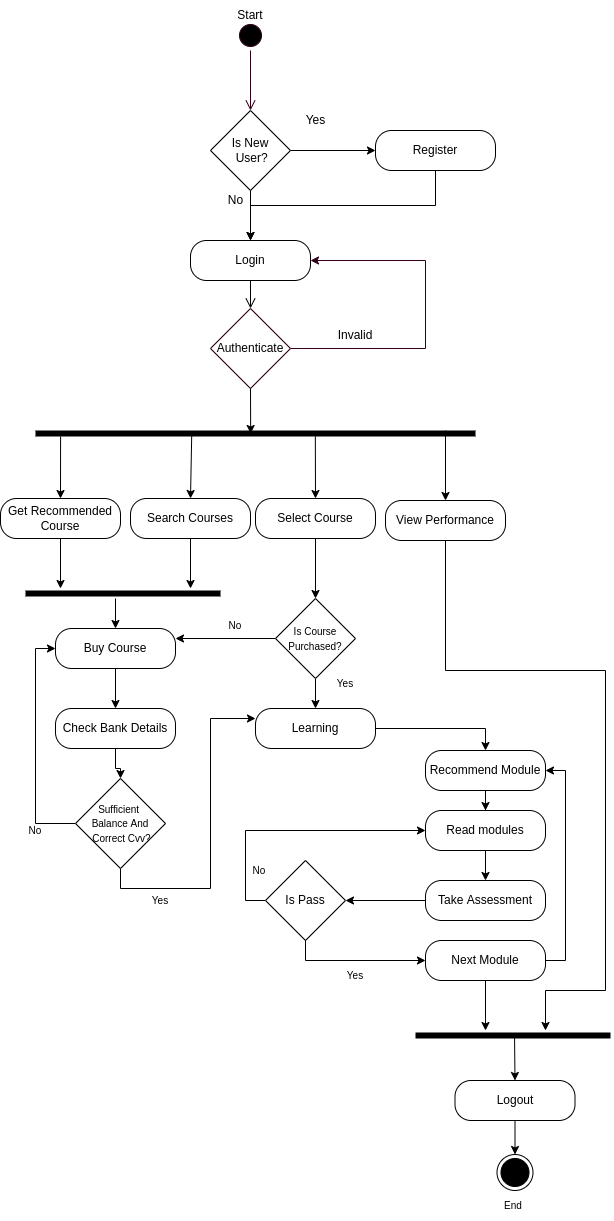 Start
Yes
Is New
User?
Register
No
Login
Invalid
Authenticate
Get Recommended
Course
Search Courses
Select Course
View Performance
No
Is Course
Purchased?
Buy Course
Yes
Check Bank Details
Learning
Recommend Module
Sufficient
Balance And
Correct Cvv?
No
Read modules
No
Yes
Is Pass
Take Assessment
Next Module
Yes
Logout
End